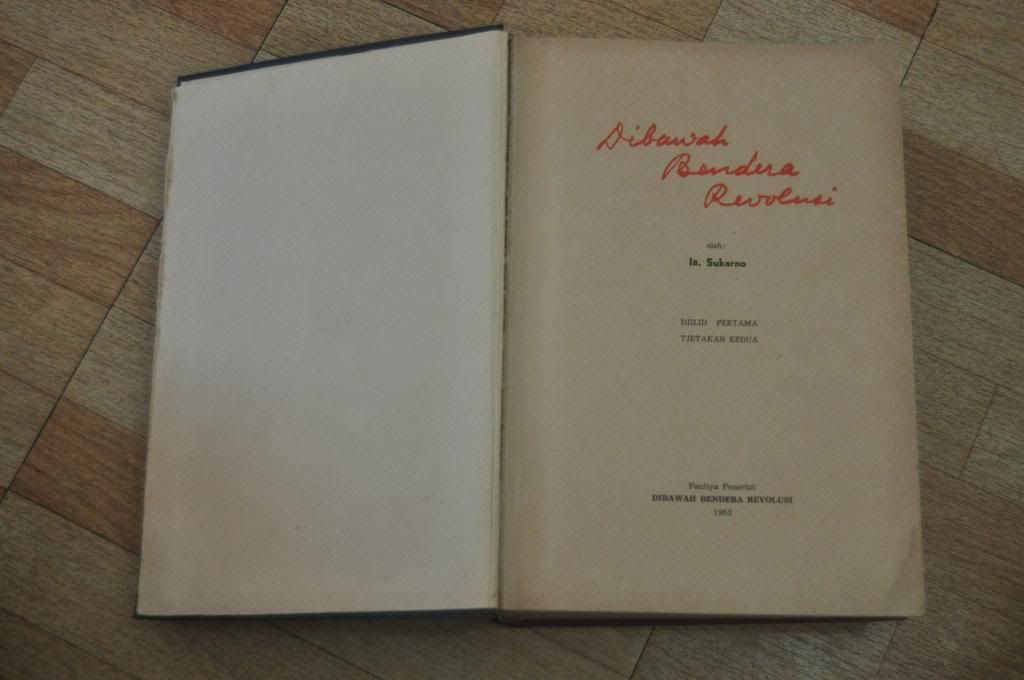 Dibawah
Bendera
Revolusi
oleh:
IR. Sukarno
DJILID PERTAMA
TJETAKAN KEDUA
Panitya Penerbit
DIBAWAH BENDERA REVOLUSI
1963